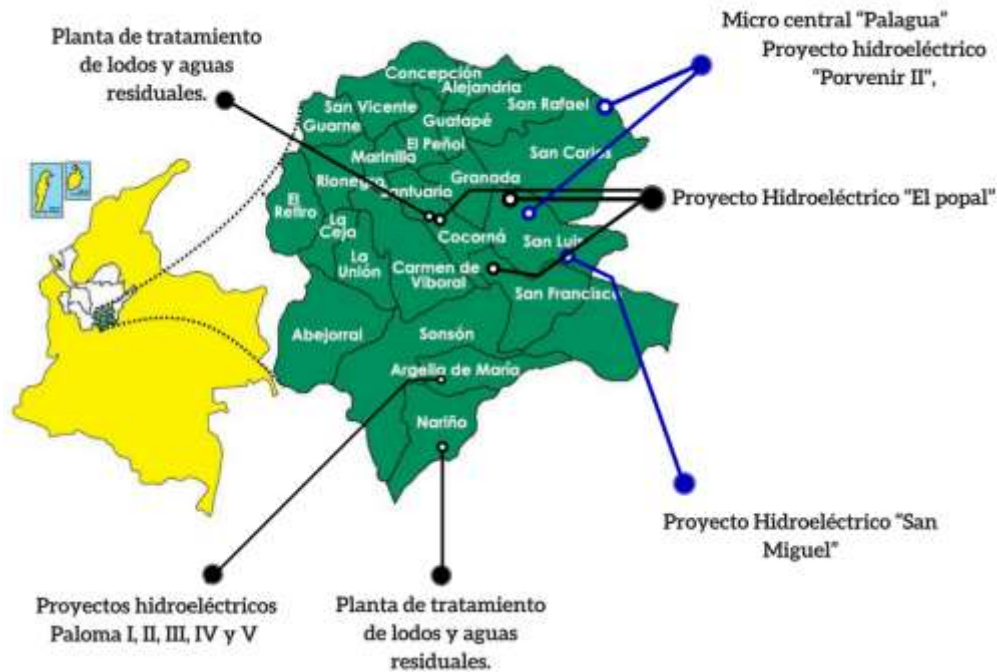 Planta de tratamiento
de lodos y aguas
residuales.
Micro central “Palagua”
Proyecto hidroeléctrico
“Porvenir II”,
Concepción
Alejandria
San Vicente
San Rafael
Guarne
Guatapé
El Peñol
San Carlos
Marinilla
Granada
Rionegro
Santuario
El
Retiro
La
Ceja
Cocorná
San Luis
La
Unión
Carmen de
Viboral
San Francisco
Abejorral
Sonsón
Argelia de María
Nariño
Proyecto Hidroeléctrico “El popal”
Proyecto Hidroeléctrico “San
Miguel”
Proyectos hidroeléctricos
Paloma I, II, III, IV y V
Planta de tratamiento
de lodos y aguas
residuales.